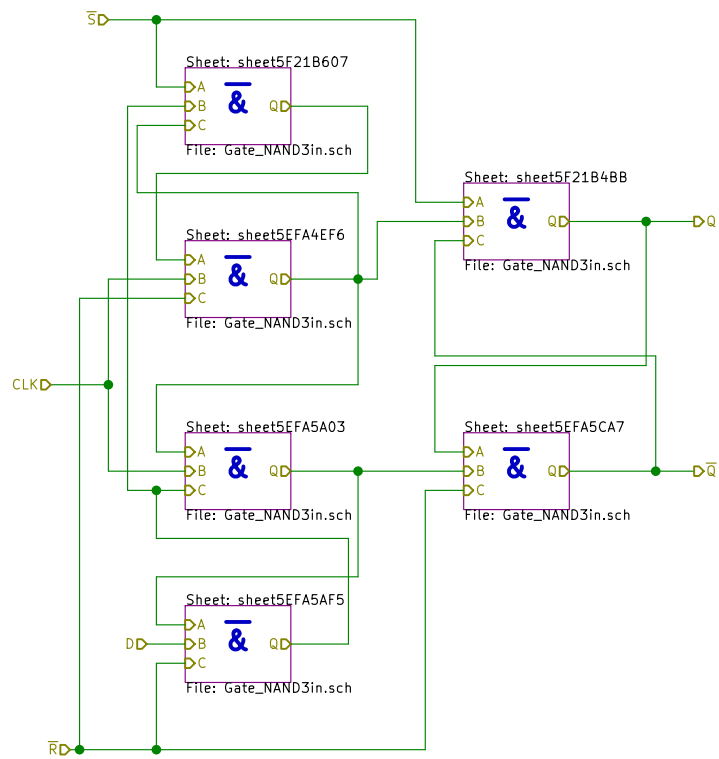 S̅
Sheet: sheet5F21B607
A
B
C
&
Q
File: Gate_NAND3in.sch
Sheet: sheet5F21B4BB
A
B
C
&
Q
Q
File: Gate_NAND3in.sch
Sheet: sheet5EFA4EF6
A
B
C
&
Q
File: Gate_NAND3in.sch
CLK
Sheet: sheet5EFA5A03
A
B
C
&
Q
File: Gate_NAND3in.sch
Sheet: sheet5EFA5CA7
A
B
C
&
Q
Q̅
File: Gate_NAND3in.sch
Sheet: sheet5EFA5AF5
A
D
B
C
&
Q
File: Gate_NAND3in.sch
R̅